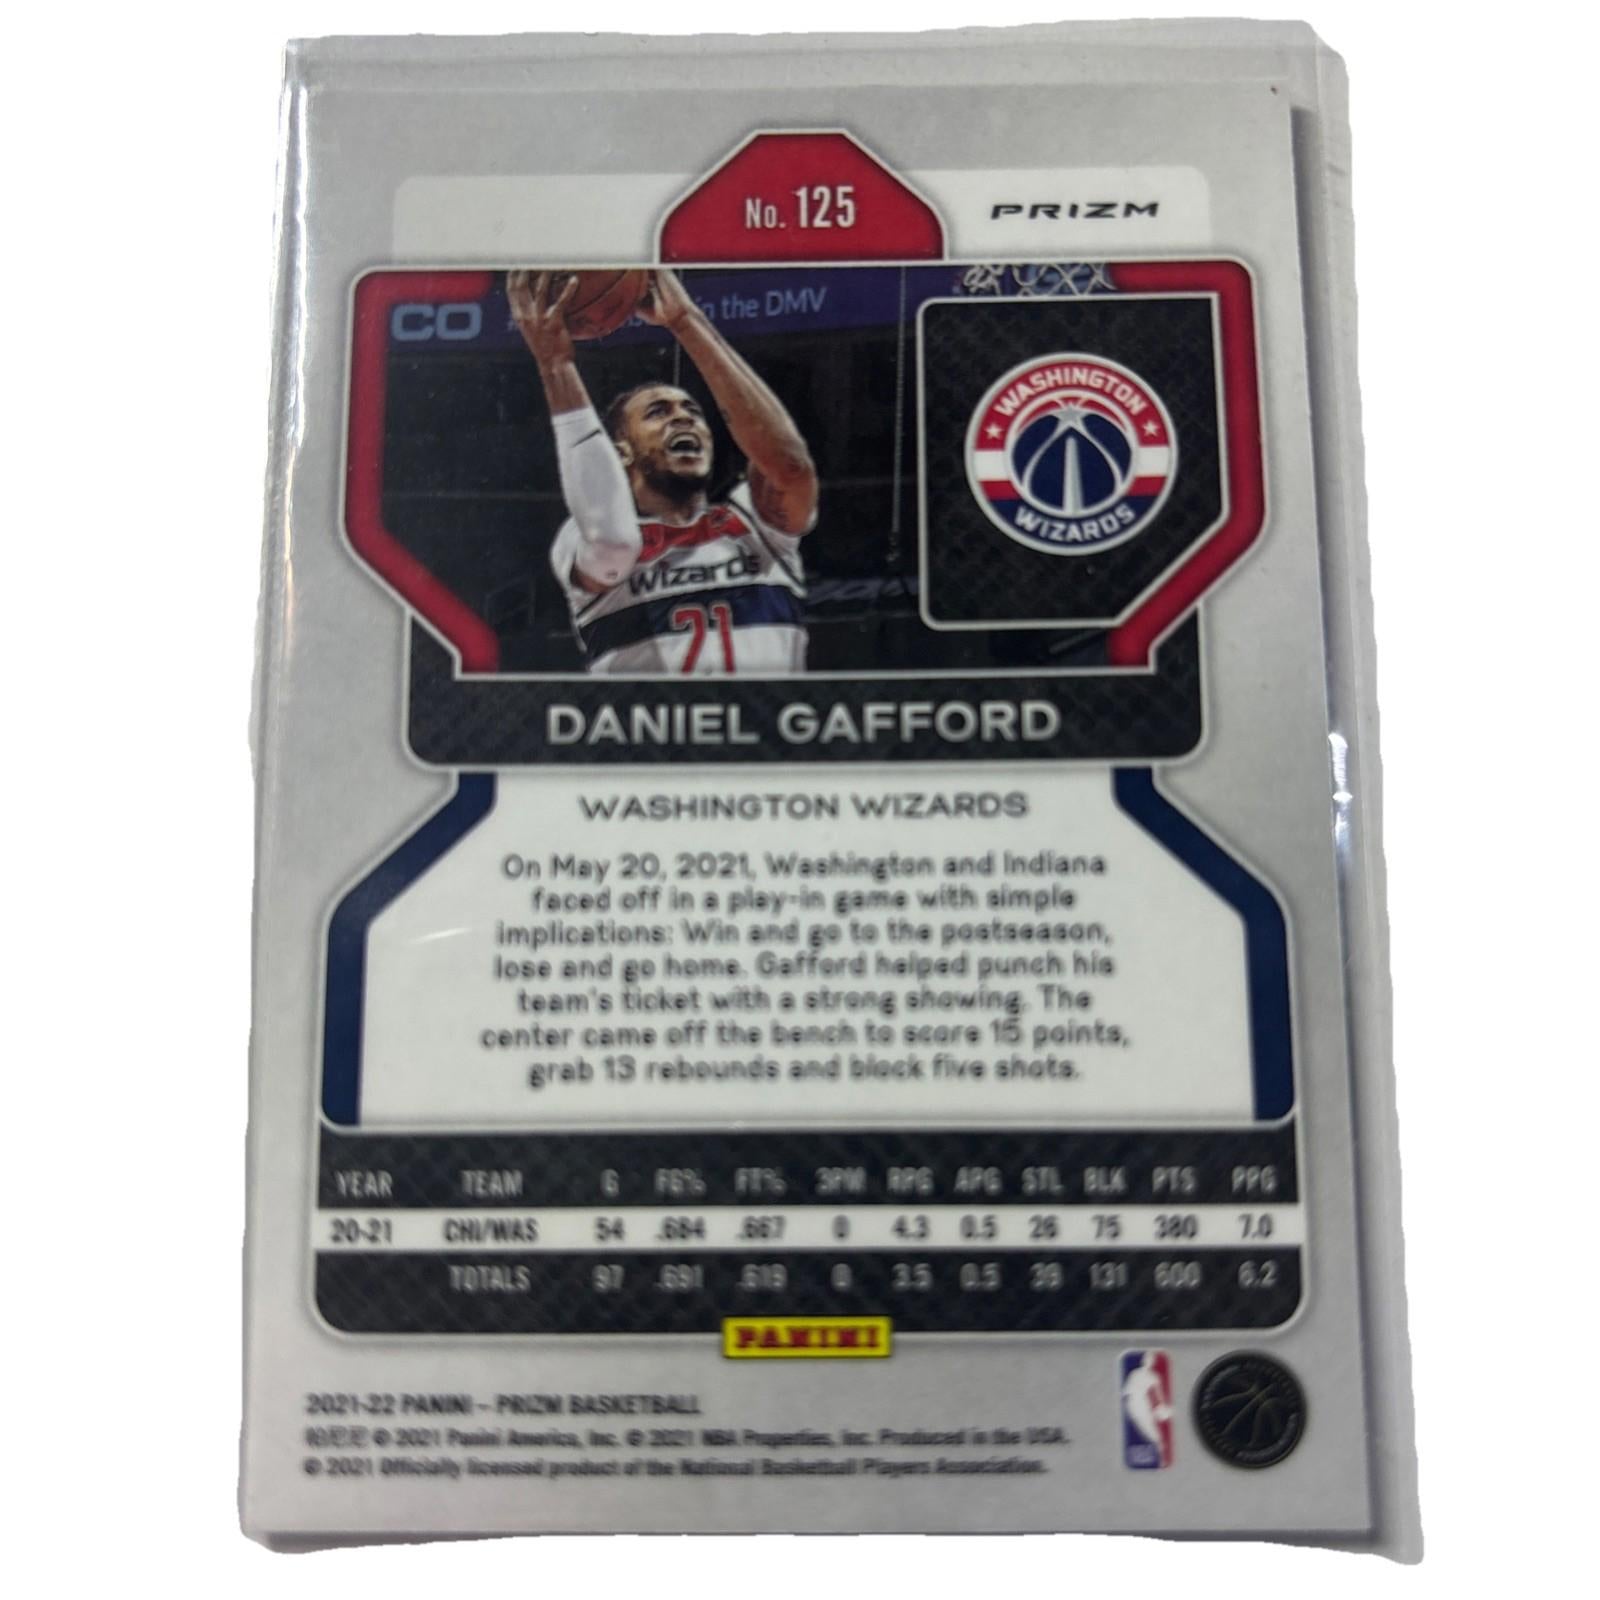 No. 125
PRIZM
CO
in the DMV
WASHINGTON
WIZARDS
Wizards
21
DANIEL GAFFORD
WASHINGTON WIZARDS
On May 20, 2021, Washington and Indiana
faced off in a play-in game with simple
implications: Win and go to the postseason,
lose and go home. Gafford helped punch his
team's ticket with a strong showing. The
center came off the bench to score 15 points,
grab 13 rebounds and block five shots.
YEAR TEAM G FG% FT% 3PM RPG APG STL BLK PTS PPG
20-21 CHI/WAS 54 .684 .667 0 4.3 0.5 26 75 380 7.0
TOTALS 97 .691 .619 0 3.5 0.5 39 131 600 6.2
PANINI
2021-22 PANINI – PRIZM BASKETBALL
© 2021 Panini America, Inc. © 2021 NBA Properties, Inc. Produced in the USA.
© 2021 Officially licensed product of the National Basketball Players Association.